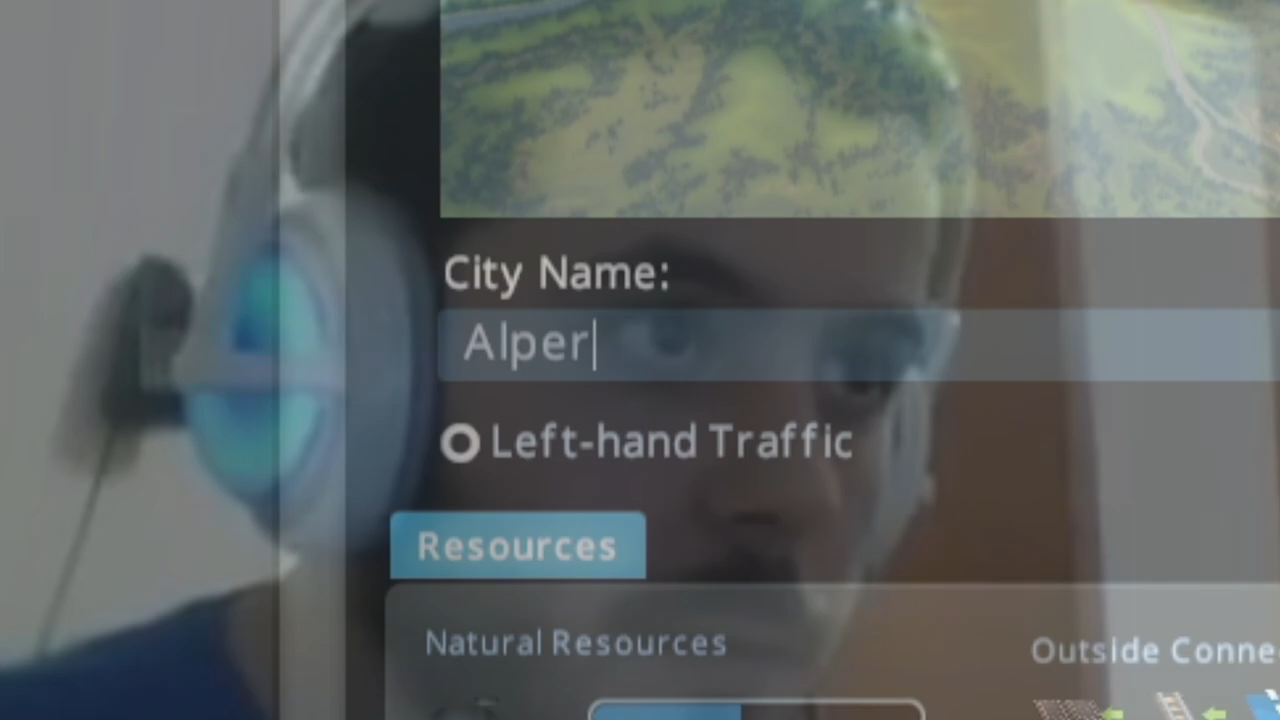 City Name:
Alper
Left-hand Traffic
Resources
Natural Resources
Outside Conne